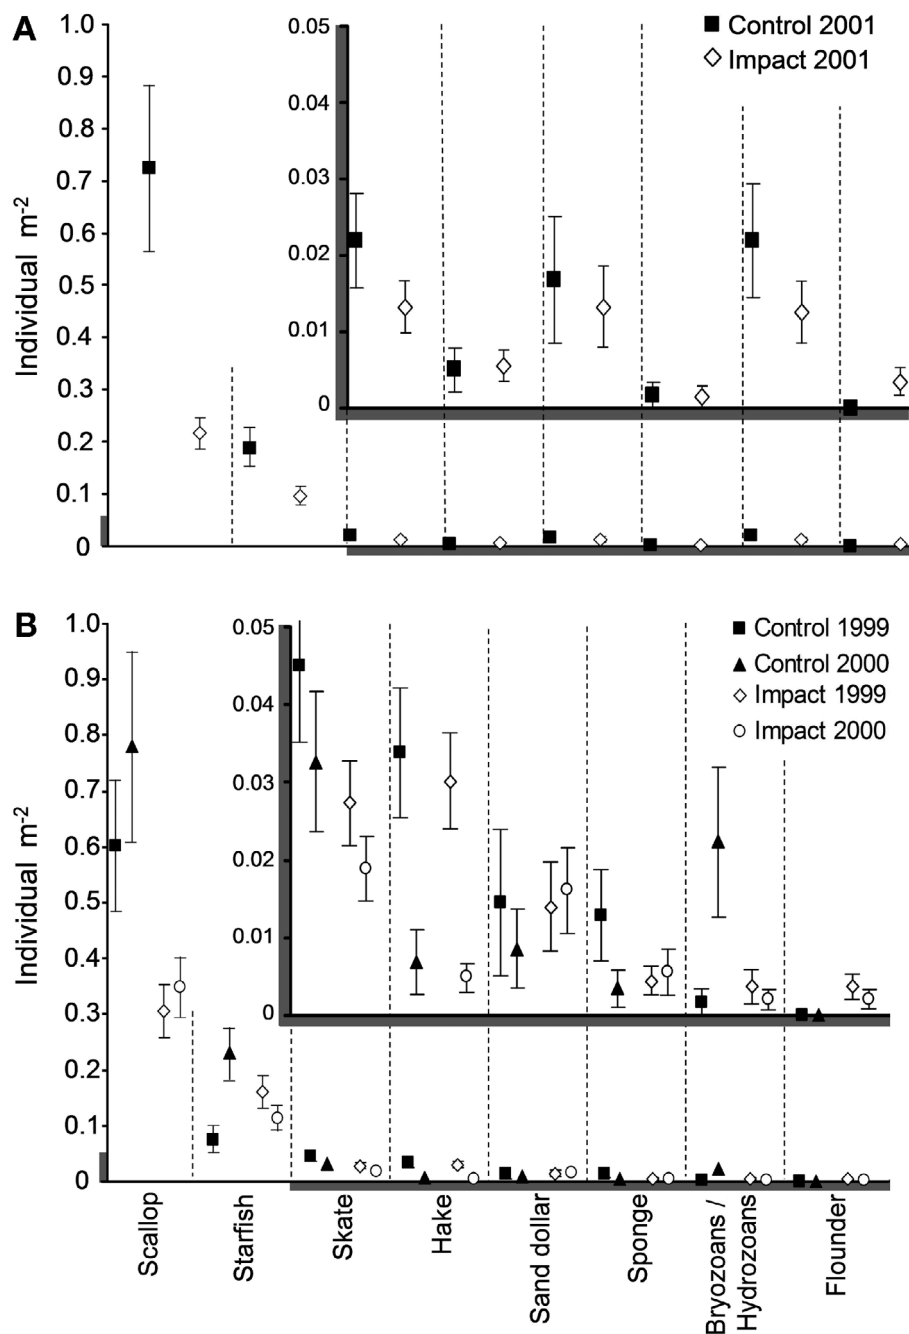 A
Control 2001
Impact 2001
Individual m-2
1.0
0.9
0.8
0.7
0.6
0.5
0.4
0.3
0.2
0.1
0
0.05
0.04
0.03
0.02
0.01
0
B
Control 1999
Control 2000
Impact 1999
Impact 2000
Individual m-2
1.0
0.9
0.8
0.7
0.6
0.5
0.4
0.3
0.2
0.1
0
0.05
0.04
0.03
0.02
0.01
0
Scallop
Starfish
Skate
Hake
Sand dollar
Sponge
Bryozoans /
Hydrozoans
Flounder